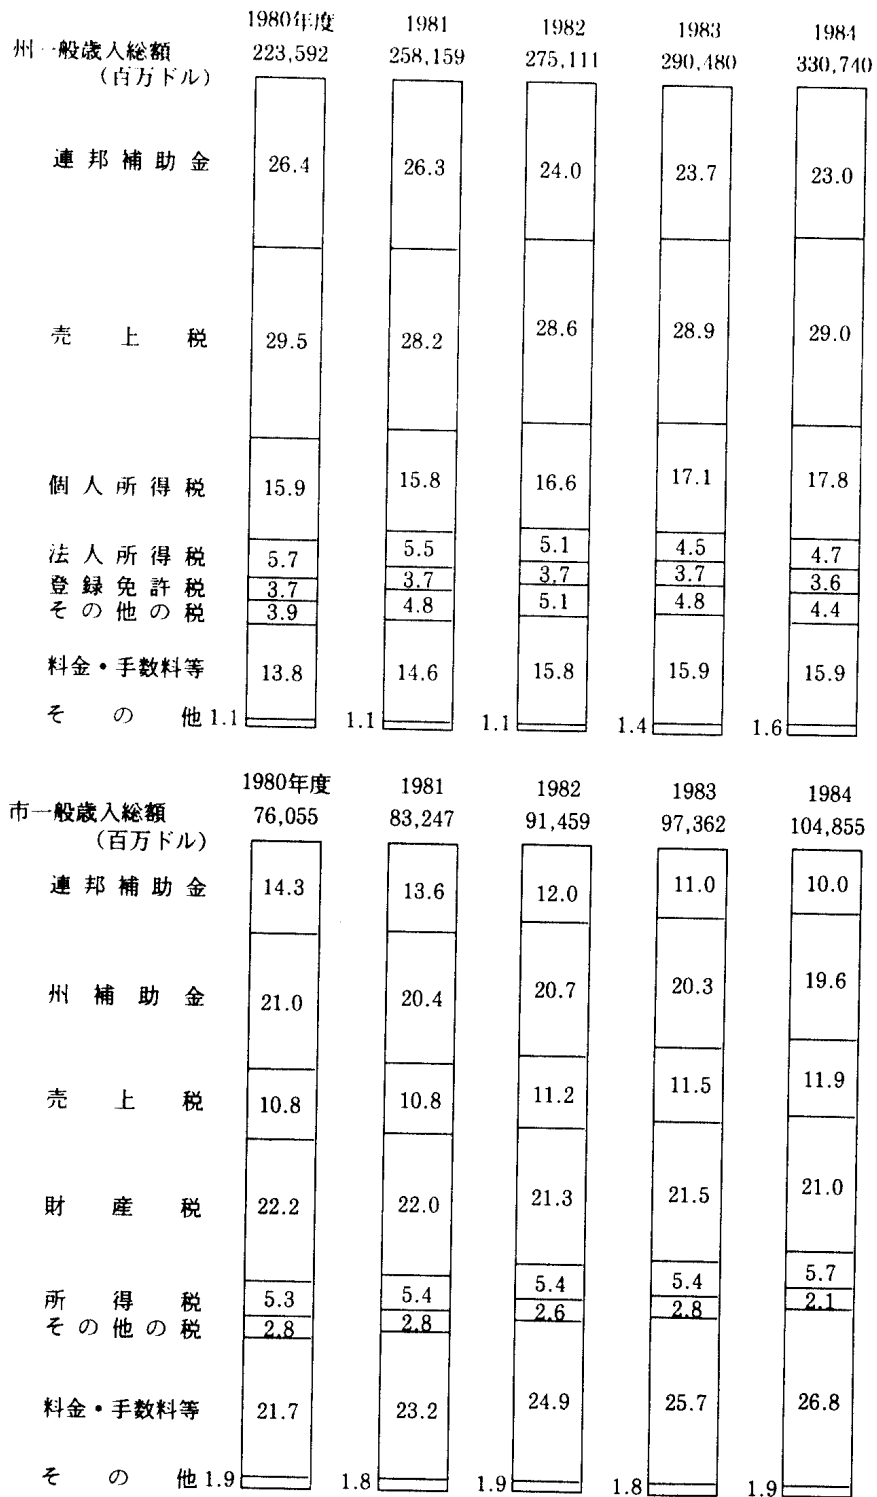 1980年度 1981 1982 1983 1984
州一般歳入総額 223,592 258,159 275,111 290,480 330,740
(百万ドル)
連邦補助金 26.4 26.3 24.0 23.7 23.0
売上税 29.5 28.2 28.6 28.9 29.0
個人所得税 15.9 15.8 16.6 17.1 17.8
法人所得税 5.7 5.5 5.1 4.5 4.7
登録免許税 3.7 3.7 3.7 3.7 3.6
その他の税 3.9 4.8 5.1 4.8 4.4
料金・手数料等 13.8 14.6 15.8 15.9 15.9
その他 1.1 1.1 1.1 1.4 1.6
1980年度 1981 1982 1983 1984
市一般歳入総額 76,055 83,247 91,459 97,362 104,855
(百万ドル)
連邦補助金 14.3 13.6 12.0 11.0 10.0
州補助金 21.0 20.4 20.7 20.3 19.6
売上税 10.8 10.8 11.2 11.5 11.9
財産税 22.2 22.0 21.3 21.5 21.0
所得税 5.3 5.4 5.4 5.4 5.7
その他の税 2.8 2.8 2.6 2.8 2.1
料金・手数料等 21.7 23.2 24.9 25.7 26.8
その他 1.9 1.8 1.9 1.8 1.9